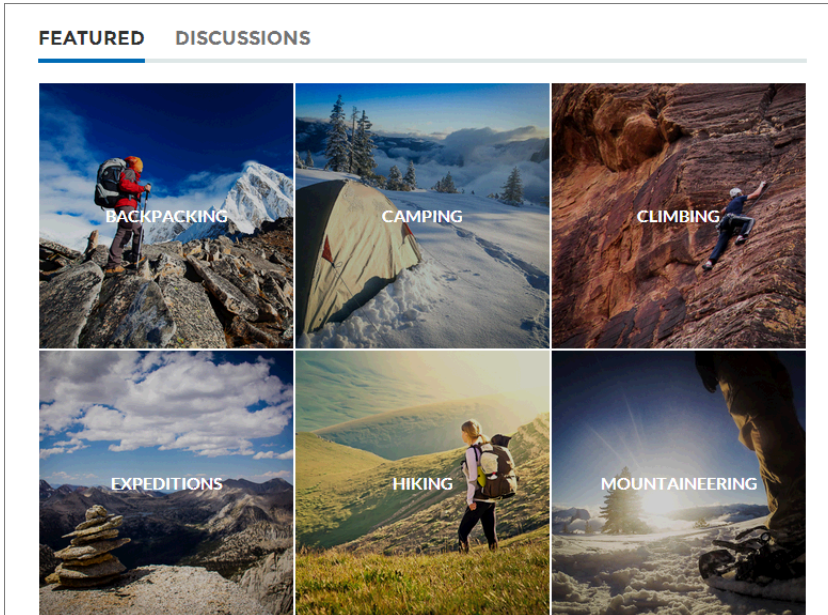 FEATURED DISCUSSIONS
BACKPACKING CAMPING CLIMBING
EXPEDITIONS HIKING MOUNTAINEERING